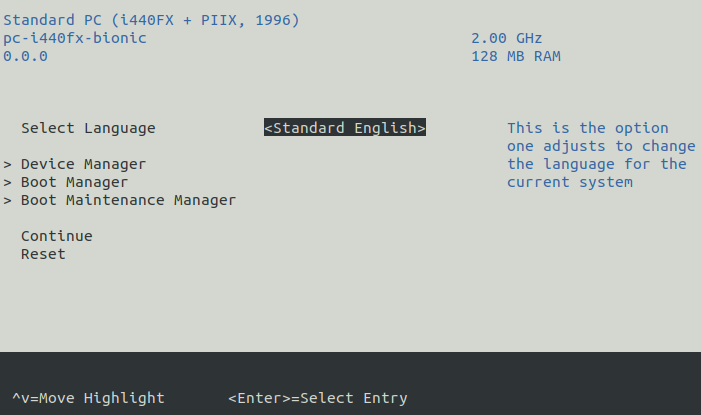 Standard PC (i440FX + PIIX, 1996)
pc-i440fx-bionic 2.00 GHz
0.0.0 128 MB RAM
Select Language <Standard English> This is the option
one adjusts to change
> Device Manager the language for the
> Boot Manager current system
> Boot Maintenance Manager
Continue
Reset
^v=Move Highlight <Enter>=Select Entry